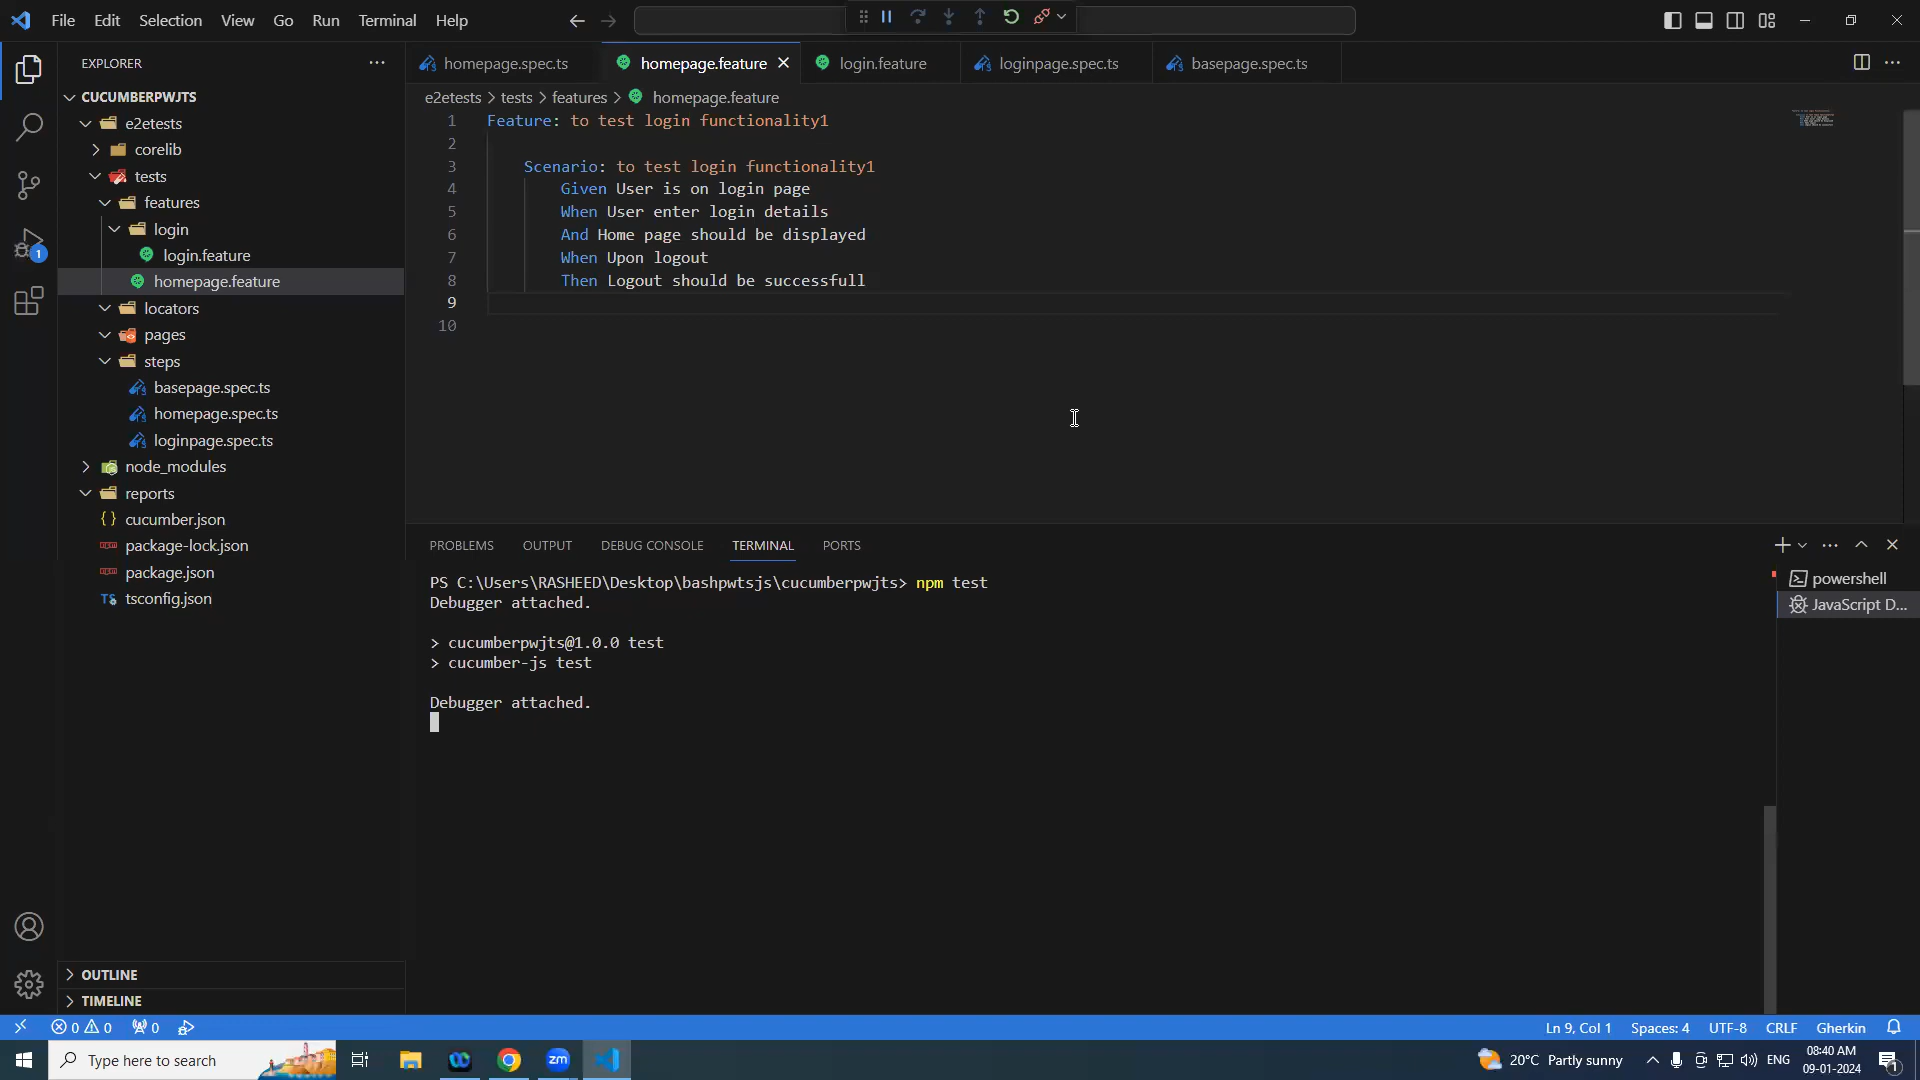 File Edit Selection View Go Run Terminal Help
EXPLORER
CUCUMBERPWJTS
e2etests
corelib
tests
features
login
login.feature
homepage.feature
locators
pages
steps
basepage.spec.ts
homepage.spec.ts
loginpage.spec.ts
node_modules
reports
cucumber.json
package-lock.json
package.json
tsconfig.json
OUTLINE
TIMELINE
1
homepage.spec.ts homepage.feature login.feature loginpage.spec.ts basepage.spec.ts
e2etests > tests > features > homepage.feature
1 Feature: to test login functionality1
2
3 Scenario: to test login functionality1
4 Given User is on login page
5 When User enter login details
6 And Home page should be displayed
7 When Upon logout
8 Then Logout should be successfull
9
10
PROBLEMS OUTPUT DEBUG CONSOLE TERMINAL PORTS
PS C:\Users\RASHEED\Desktop\bashpwtsjs\cucumberpwjts> npm test
Debugger attached.
> cucumberpwjts@1.0.0 test
> cucumber-js test
Debugger attached.
powershell
JavaScript D...
0 0 0 Ln 9, Col 1 Spaces: 4 UTF-8 CRLF Gherkin
Type here to search
zm
20°C Partly sunny
ENG
08:40 AM
09-01-2024
1